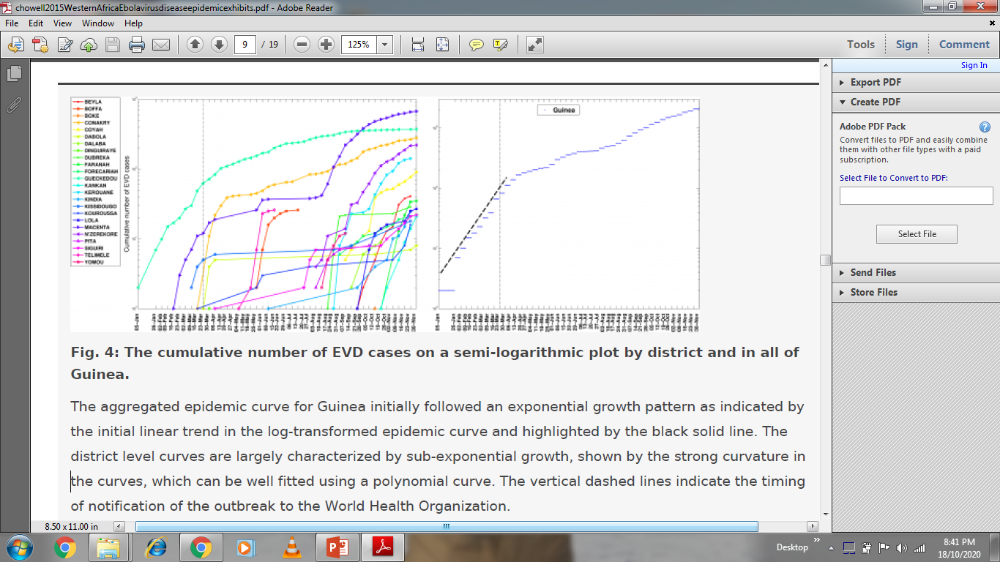 chowell2015WesternAfricaEbolavirusdiseaseepidemicexhibits.pdf - Adobe Reader
File Edit View Window Help
9 / 19 125% Tools Sign Comment
Sign In
Export PDF
Create PDF
Adobe PDF Pack
Convert files to PDF and easily combine
them with other file types with a paid
subscription.
Select File to Convert to PDF:
Select File
Send Files
Store Files
BEYLA
BOFFA
BOKE
CONAKRY
COYAH
DABOLA
DALABA
DINGUIRAYE
DUBREKA
FARANAH
FORECARIAH
GUECKEDOU
KANKAN
KEROUANE
KINDIA
KISSIDOUGO
KOUROUSSA
LOLA
MACENTA
N'ZEREKORE
PITA
SIGUIRI
TELIMELE
YOMOU
Cumulative number of EVD cases
Guinea
Fig. 4: The cumulative number of EVD cases on a semi-logarithmic plot by district and in all of
Guinea.
The aggregated epidemic curve for Guinea initially followed an exponential growth pattern as indicated by
the initial linear trend in the log-transformed epidemic curve and highlighted by the black solid line. The
district level curves are largely characterized by sub-exponential growth, shown by the strong curvature in
the curves, which can be well fitted using a polynomial curve. The vertical dashed lines indicate the timing
of notification of the outbreak to the World Health Organization.
8.50 x 11.00 in
Desktop
8:41 PM
18/10/2020